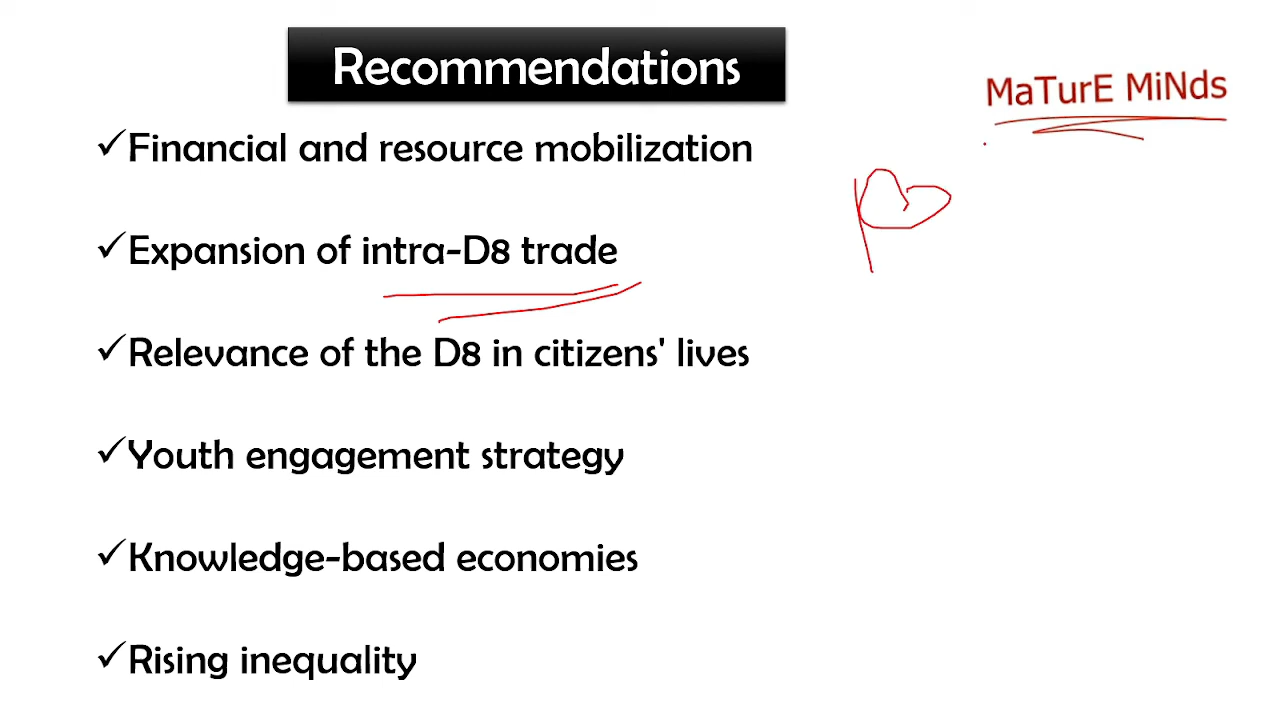 Recommendations
MaTurE MiNds
✓Financial and resource mobilization
✓Expansion of intra-D8 trade
✓Relevance of the D8 in citizens' lives
✓Youth engagement strategy
✓Knowledge-based economies
✓Rising inequality